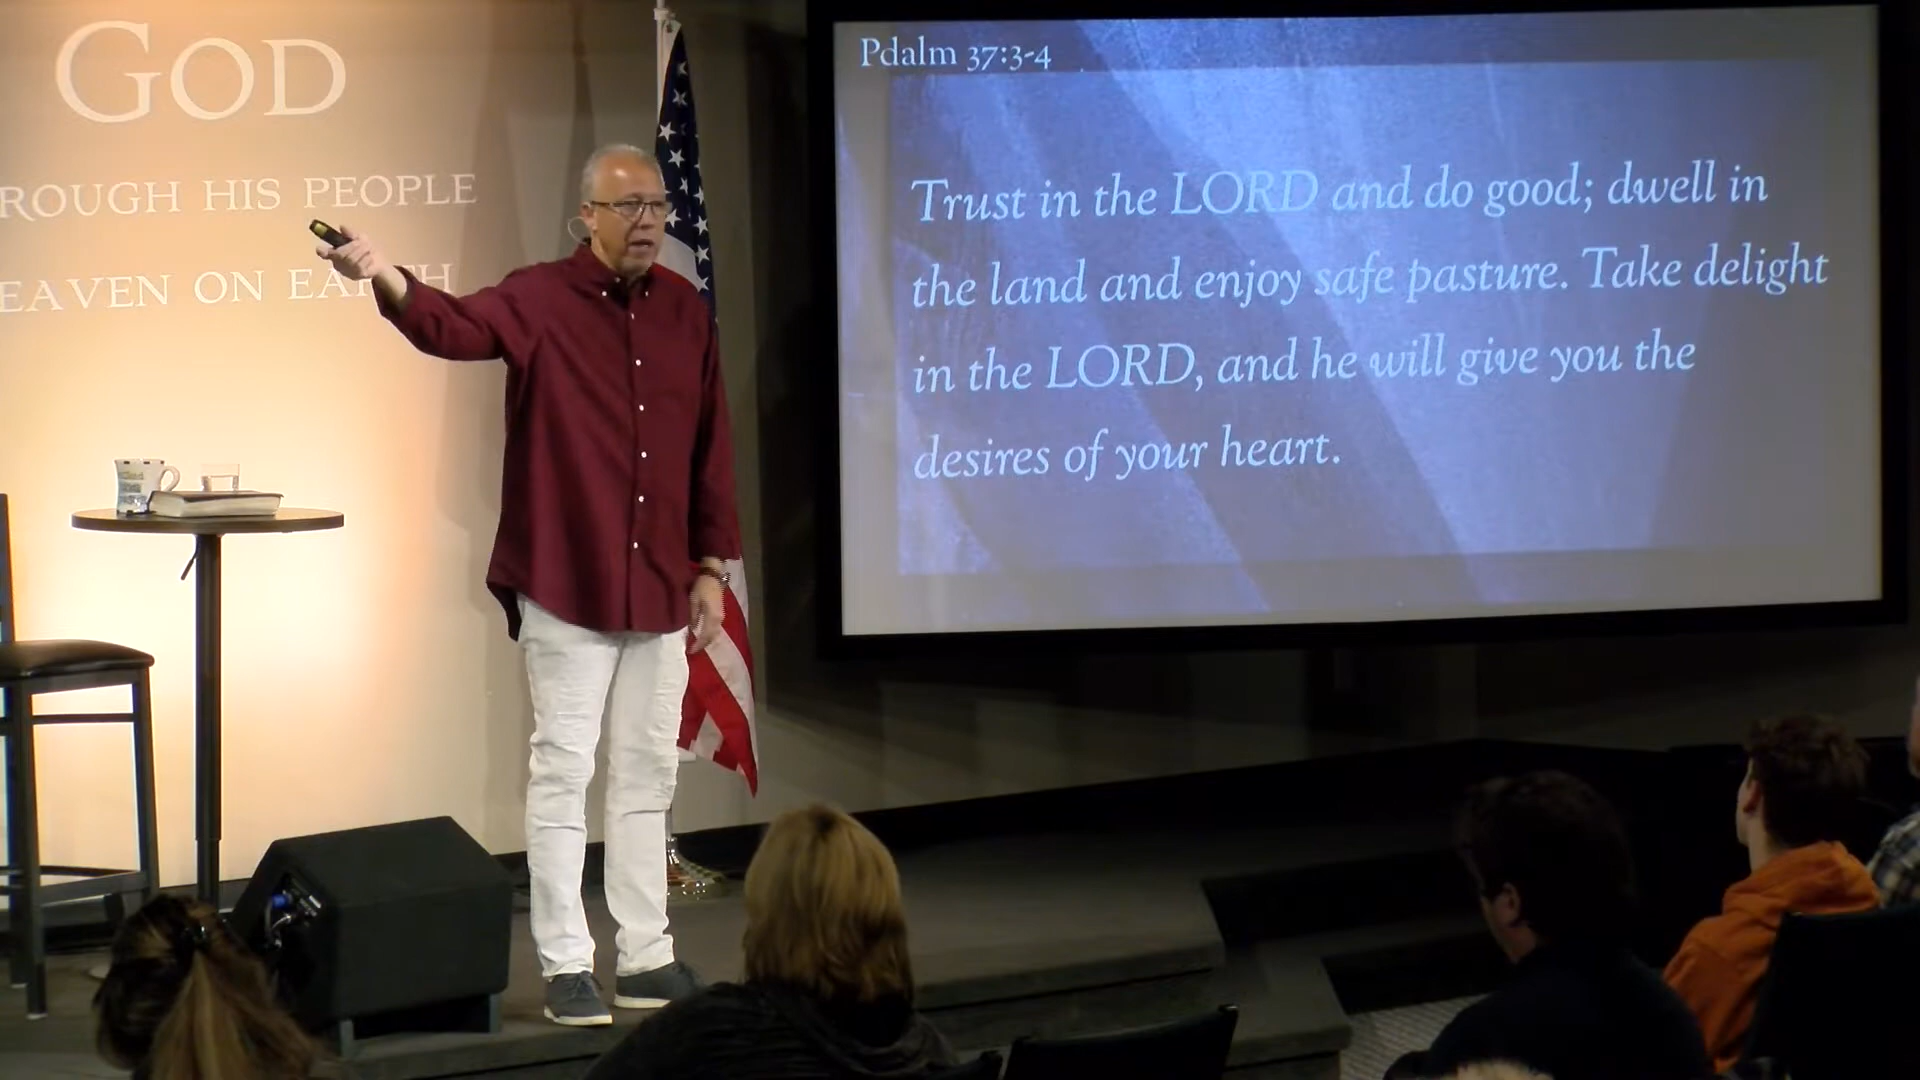 GOD
ROUGH HIS PEOPLE
EAVEN ON EARTH
Pdalm 37:3-4
Trust in the LORD and do good; dwell in
the land and enjoy safe pasture. Take delight
in the LORD, and he will give you the
desires of your heart.